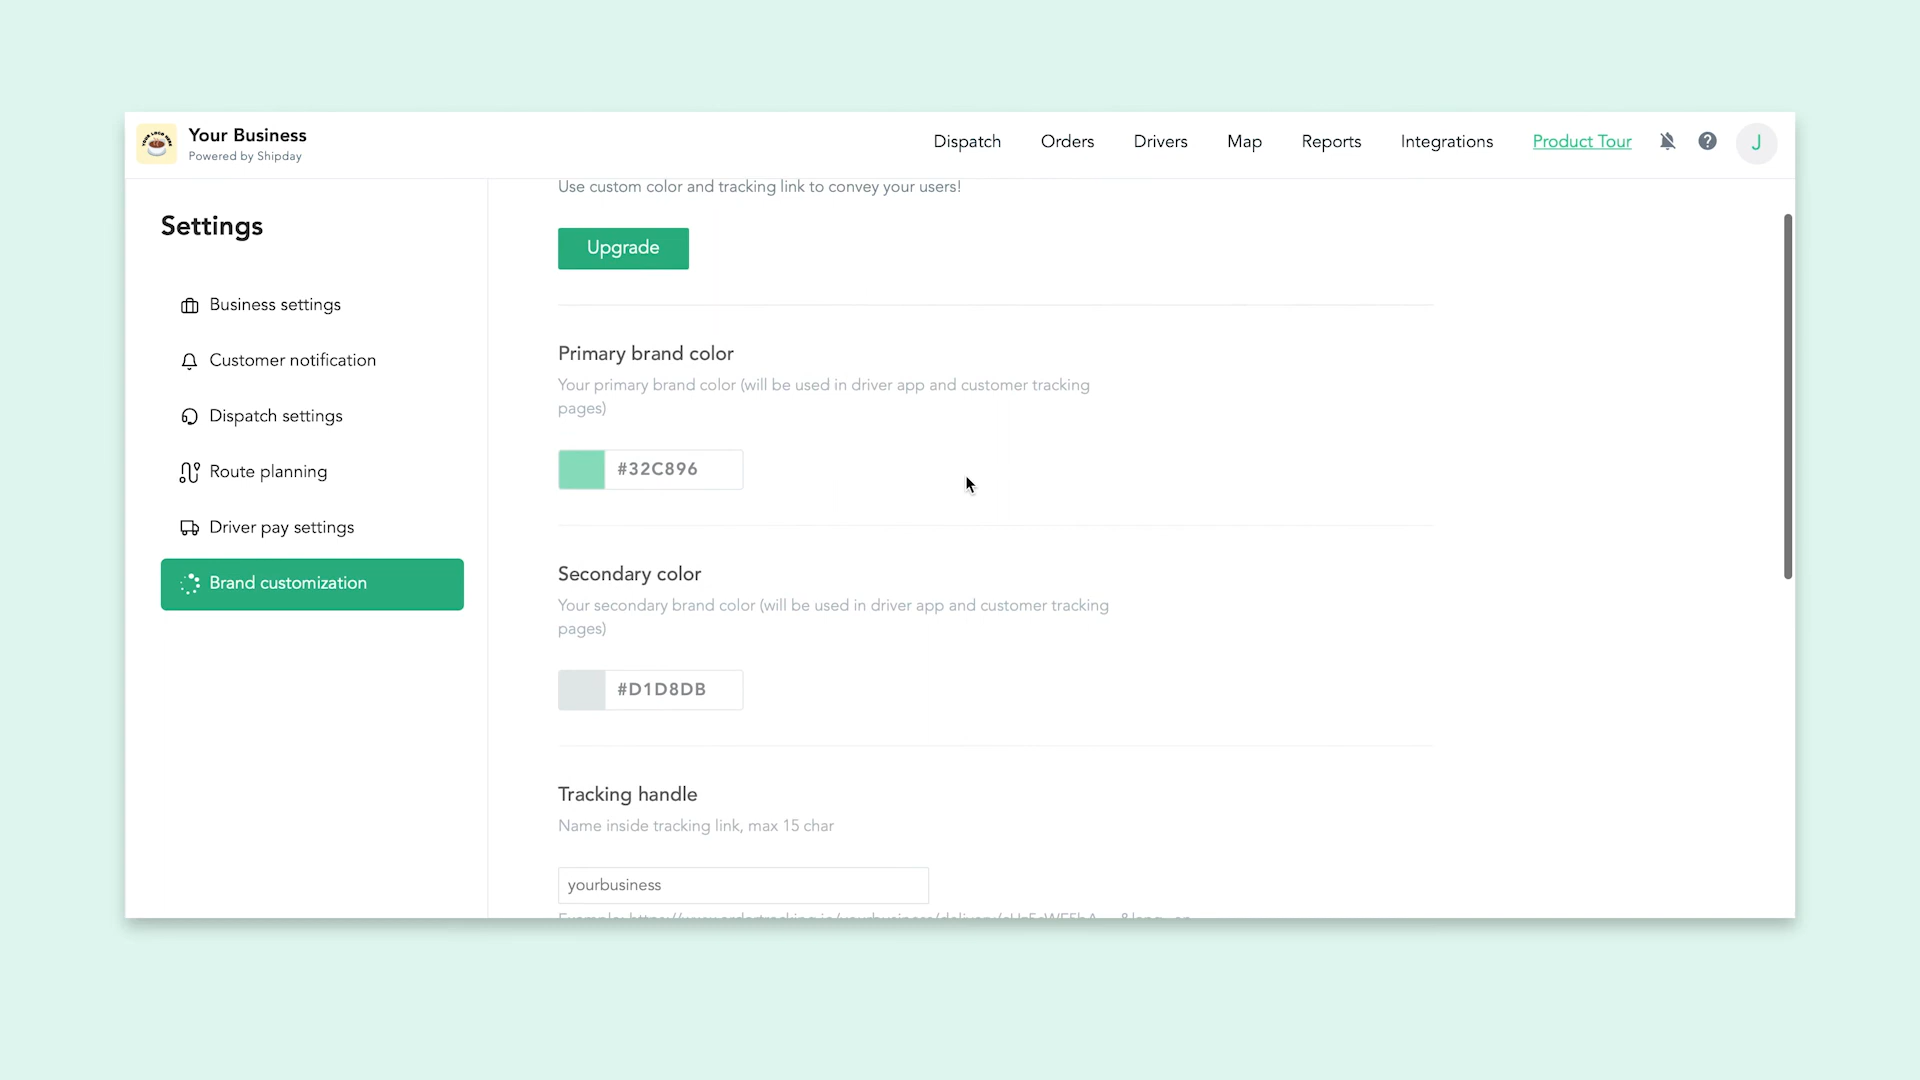 Your Business
Powered by Shipday
Dispatch
Orders
Drivers
Map
Reports
Integrations
Product Tour
J
Settings
Business settings
Customer notification
Dispatch settings
Route planning
Driver pay settings
Brand customization
Use custom color and tracking link to convey your users!
Upgrade
Primary brand color
Your primary brand color (will be used in driver app and customer tracking
pages)
#32C896
Secondary color
Your secondary brand color (will be used in driver app and customer tracking
pages)
#D1D8DB
Tracking handle
Name inside tracking link, max 15 char
yourbusiness